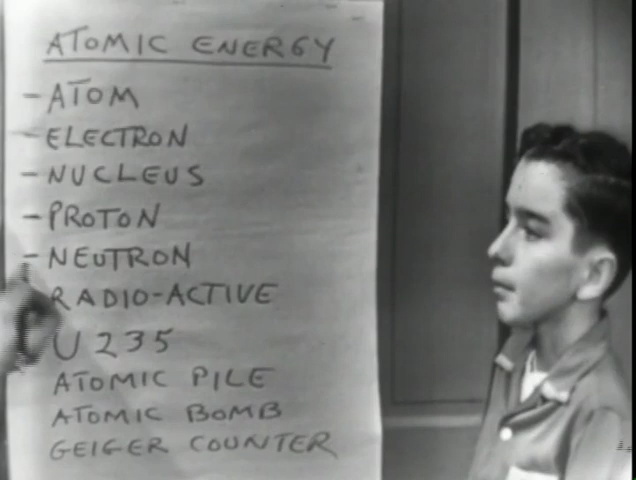 ATOMIC ENERGY
- ATOM
- ELECTRON
- NUCLEUS
- PROTON
- NEUTRON
RADIO-ACTIVE
U 235
ATOMIC PILE
ATOMIC BOMB
GEIGER COUNTER